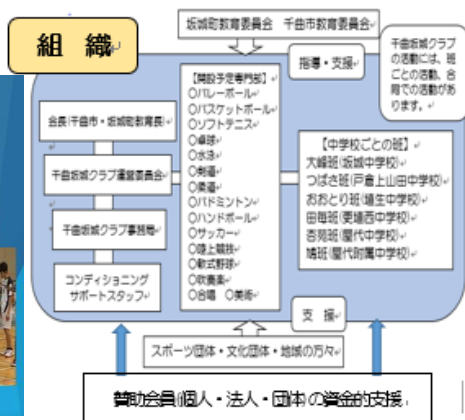 組　織
坂城町教育委員会　千曲市教育委員会
指導・支援
千曲坂城クラブ
の活動には、班
ごとの活動、合
同での活動があ
ります。
会長(千曲市・坂城町教育長)
千曲坂城クラブ運営委員会
千曲坂城クラブ事務局
コンディショニング
サポートスタッフ
【開設予定専門部】
○バレーボール
○バスケットボール
○ソフトテニス
○卓球
○水泳
○剣道
○柔道
○バドミントン
○ハンドボール
○サッカー
○陸上競技
○軟式野球
○吹奏楽
○合唱　○美術
【中学校ごとの班】
大峰班(坂城中学校)
つばさ班(戸倉上山田中学校)
おおとり班(埴生中学校)
田毎班(更埴西中学校)
杏苑班(屋代中学校)
鳩班(屋代附属中学校)
支　援
スポーツ団体・文化団体・地域の方々
賛助会員(個人・法人・団体)の資金的支援